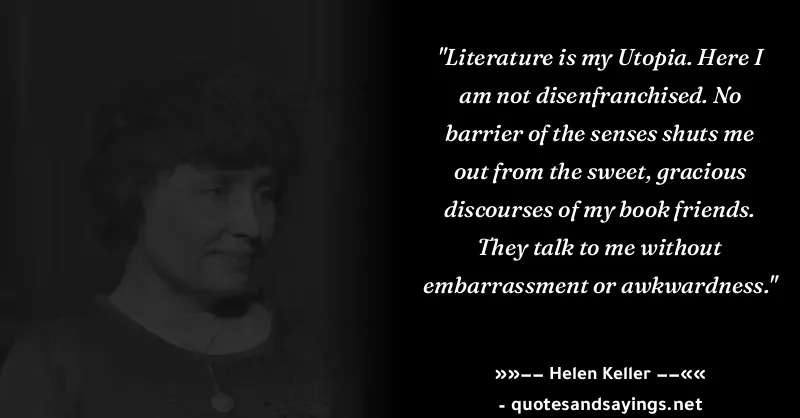 "Literature is my Utopia. Here I
am not disenfranchised. No
barrier of the senses shuts me
out from the sweet, gracious
discourses of my book friends.
They talk to me without
embarrassment or awkwardness."
»»−− Helen Keller −−««
- quotesandsayings.net